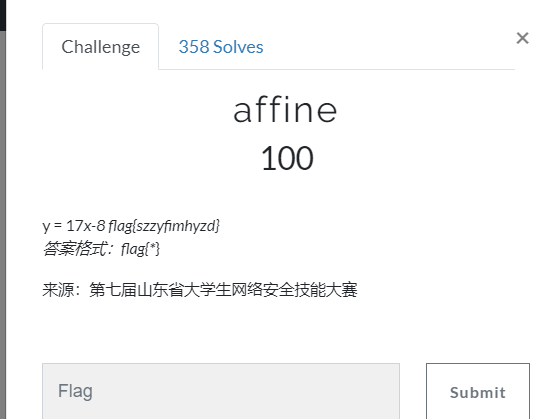 Challenge
358 Solves
×
affine
100
y = 17x-8 flag{szzyfimhyzd}
答案格式：flag{*}
来源：第七届山东省大学生网络安全技能大赛
Flag
Submit